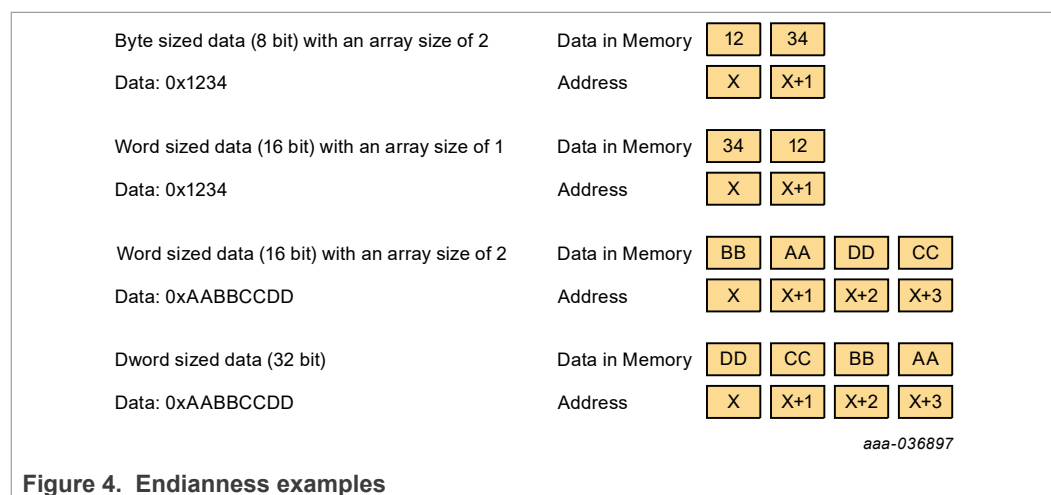 Byte sized data (8 bit) with an array size of 2 Data in Memory 12 34
Data: 0x1234 Address X X+1
Word sized data (16 bit) with an array size of 1 Data in Memory 34 12
Data: 0x1234 Address X X+1
Word sized data (16 bit) with an array size of 2 Data in Memory BB AA DD CC
Data: 0xAABBCCDD Address X X+1 X+2 X+3
Dword sized data (32 bit) Data in Memory DD CC BB AA
Data: 0xAABBCCDD Address X X+1 X+2 X+3
aaa-036897
Figure 4. Endianness examples